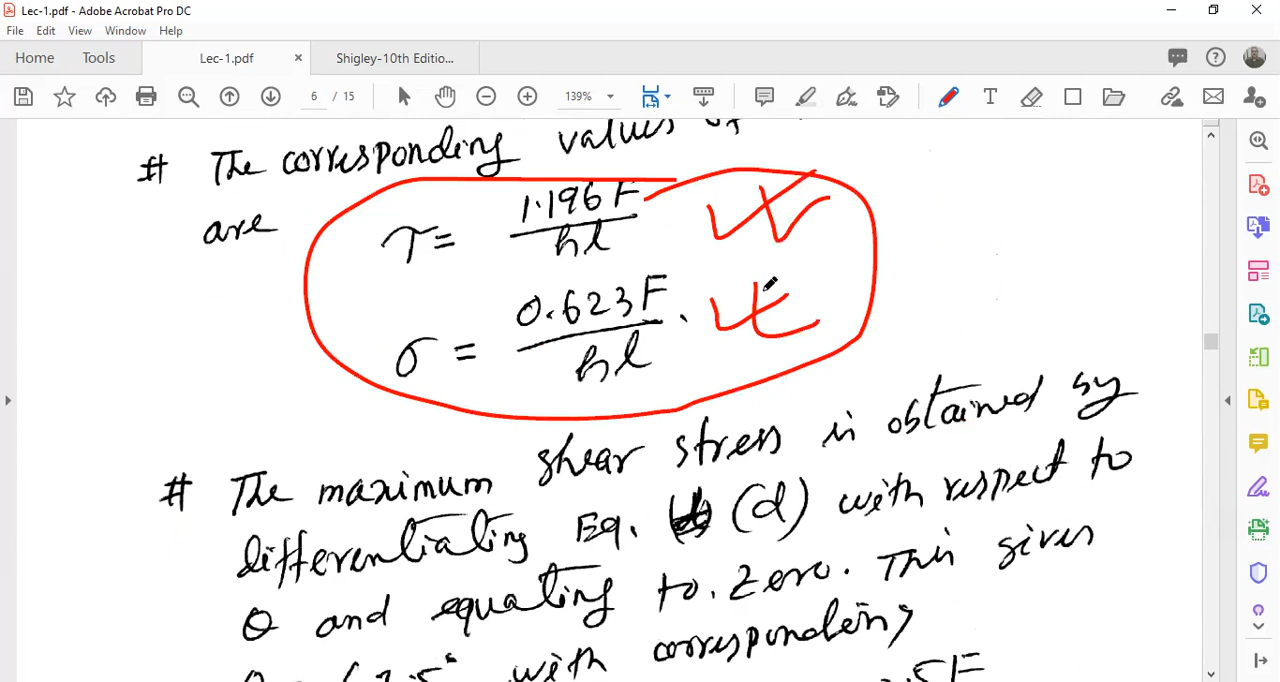 Lec-1.pdf - Adobe Acrobat Pro DC
File Edit View Window Help
Home Tools Lec-1.pdf × Shigley-10th Editio...
6 / 15 139%
# The corresponding values of
are τ = 1.196F / hl
σ = 0.623F / hl .
# The maximum shear stress is obtained by
differentiating Eq. (d) with respect to
θ and equating to. Zero. This gives
with corresponding